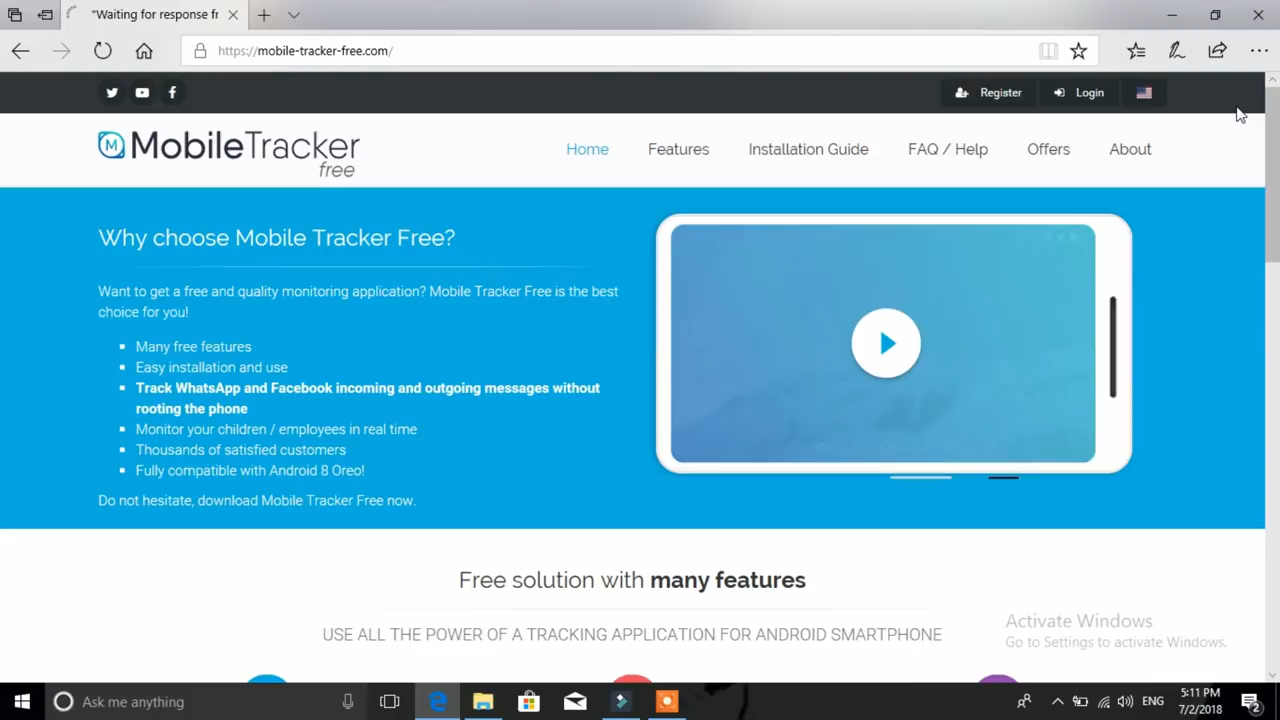 "Waiting for response fr
https://mobile-tracker-free.com/
Register
Login
MobileTracker
free
Home
Features
Installation Guide
FAQ / Help
Offers
About
Why choose Mobile Tracker Free?
Want to get a free and quality monitoring application? Mobile Tracker Free is the best
choice for you!
Many free features
Easy installation and use
Track WhatsApp and Facebook incoming and outgoing messages without
rooting the phone
Monitor your children / employees in real time
Thousands of satisfied customers
Fully compatible with Android 8 Oreo!
Do not hesitate, download Mobile Tracker Free now.
Free solution with many features
USE ALL THE POWER OF A TRACKING APPLICATION FOR ANDROID SMARTPHONE
Activate Windows
Go to Settings to activate Windows.
Ask me anything
ENG
5:11 PM
7/2/2018
2